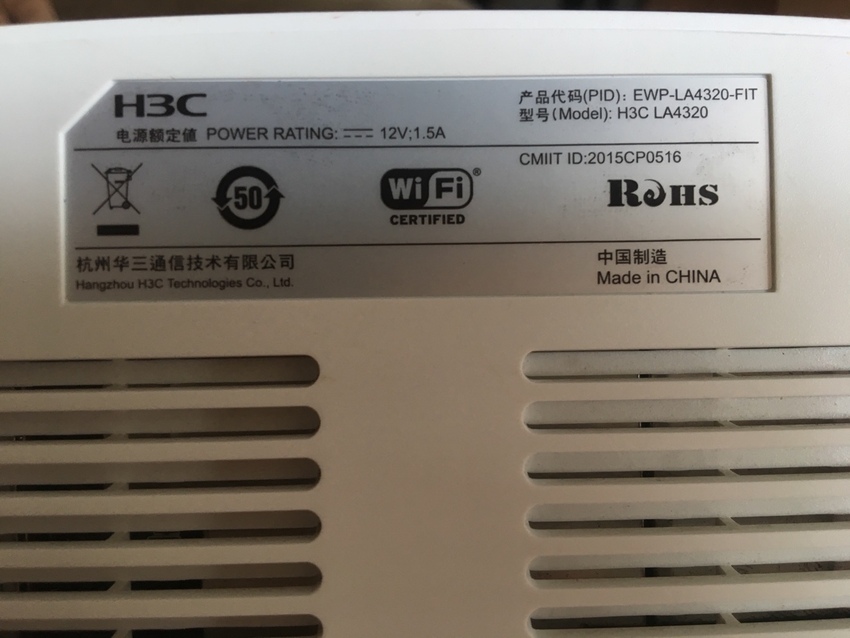 H3C
电源额定值 POWER RATING: ⎓ 12V;1.5A
产品代码(PID): EWP-LA4320-FIT
型号(Model): H3C LA4320
CMIIT ID:2015CP0516
50
Wi Fi®
CERTIFIED
RoHS
杭州华三通信技术有限公司
Hangzhou H3C Technologies Co., Ltd.
中国制造
Made in CHINA